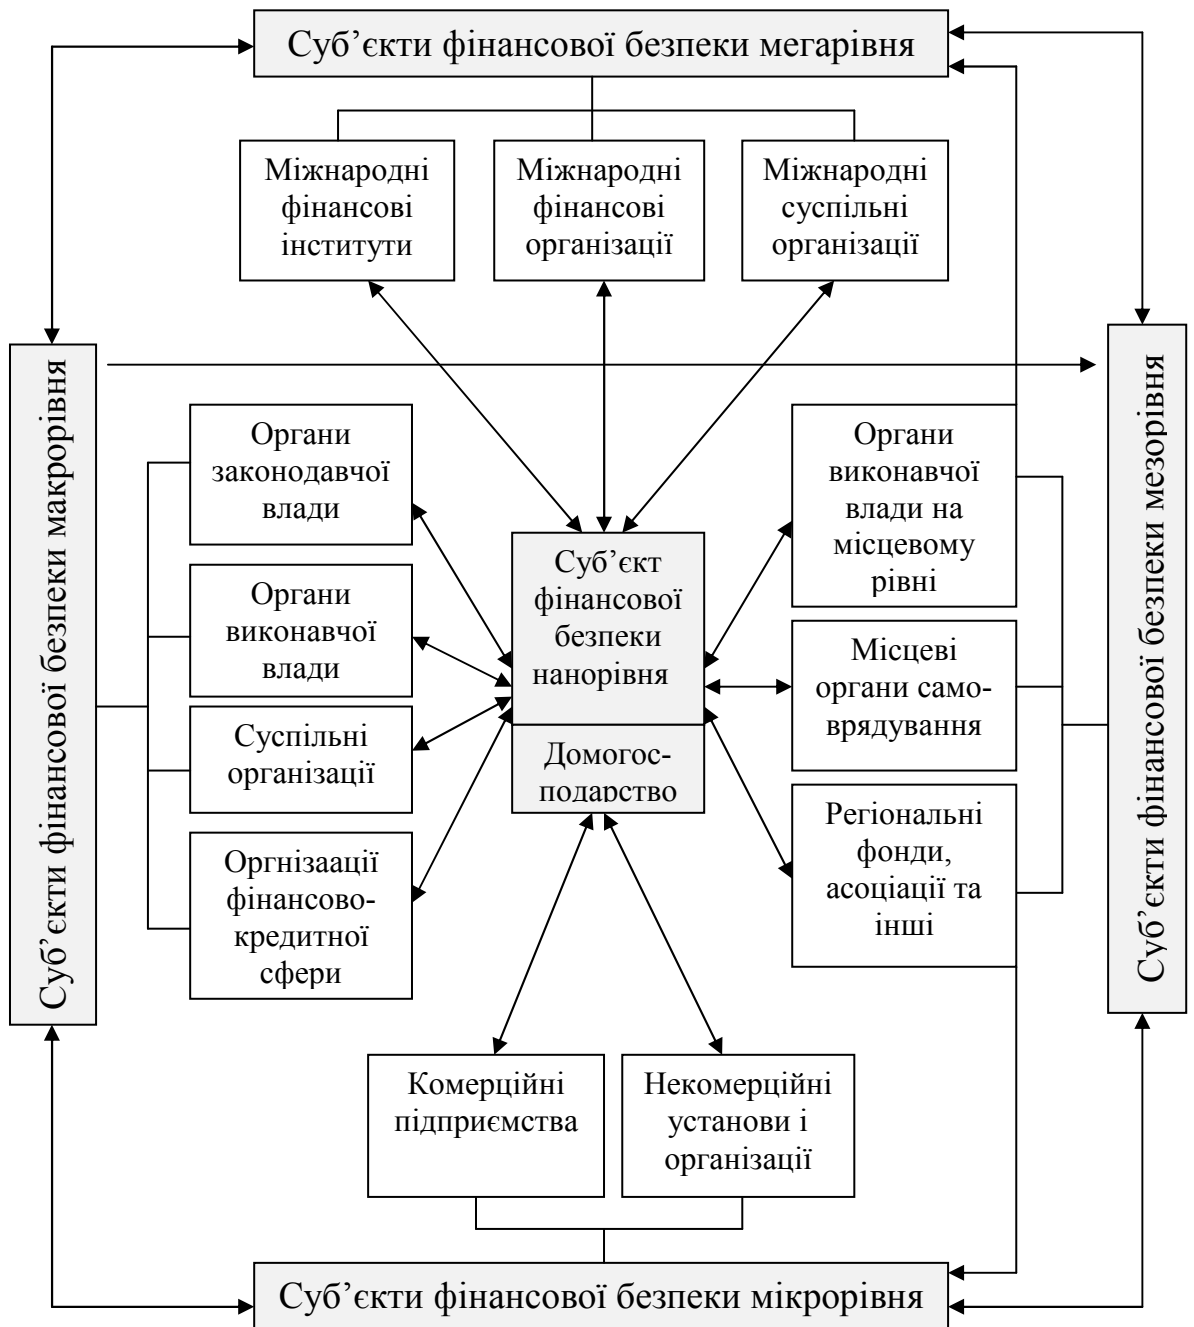 Суб’єкти фінансової безпеки мегарівня
Міжнародні
фінансові
інститути
Міжнародні
фінансові
організації
Міжнародні
суспільні
організації
Суб’єкти фінансової безпеки макрорівня
Органи
законодавчої
влади
Органи
виконавчої
влади
Суспільні
організації
Оргнізаації
фінансово-
кредитної
сфери
Суб’єкт
фінансової
безпеки
нанорівня
Домогос-
подарство
Органи
виконавчої
влади на
місцевому
рівні
Місцеві
органи само-
врядування
Регіональні
фонди,
асоціації та
інші
Суб’єкти фінансової безпеки мезорівня
Комерційні
підприємства
Некомерційні
установи і
організації
Суб’єкти фінансової безпеки мікрорівня